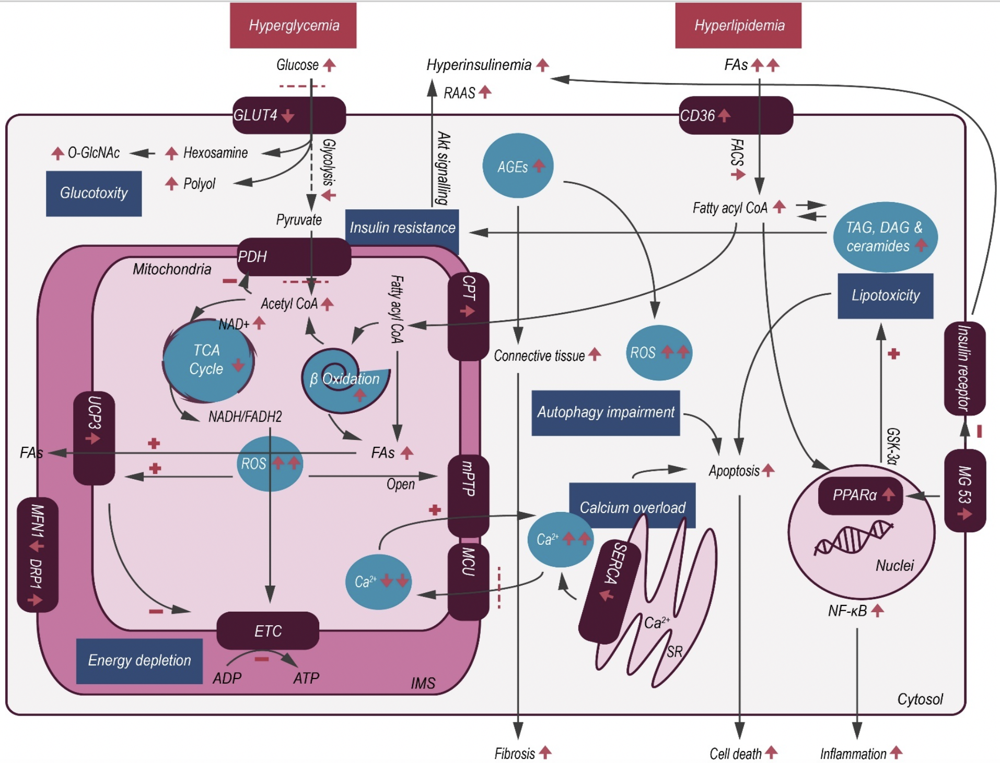 Hyperglycemia
Hyperlipidemia
Glucose
Hyperinsulinemia
FAs
RAAS
GLUT4
CD36
O-GlcNAc
Hexosamine
Glycolysis
Akt signalling
AGEs
FACS
Glucotoxity
Polyol
Pyruvate
Fatty acyl CoA
Insulin resistance
TAG, DAG &
ceramides
PDH
Mitochondria
Fatty acyl CoA
CPT
Lipotoxicity
Acetyl CoA
NAD+
TCA
Cycle
ROS
Connective tissue
Insulin receptor
β Oxidation
UCP3
NADH/FADH2
Autophagy impairment
GSK-3α
FAs
ROS
FAs
Open
mPTP
Apoptosis
MG 53
PPARα
MFN1
DRP1
Calcium overload
Ca2+
MCU
SERCA
Nuclei
Ca2+
NF-κB
Ca2+
ETC
SR
Energy depletion
ADP
ATP
IMS
Cytosol
Fibrosis
Cell death
Inflammation